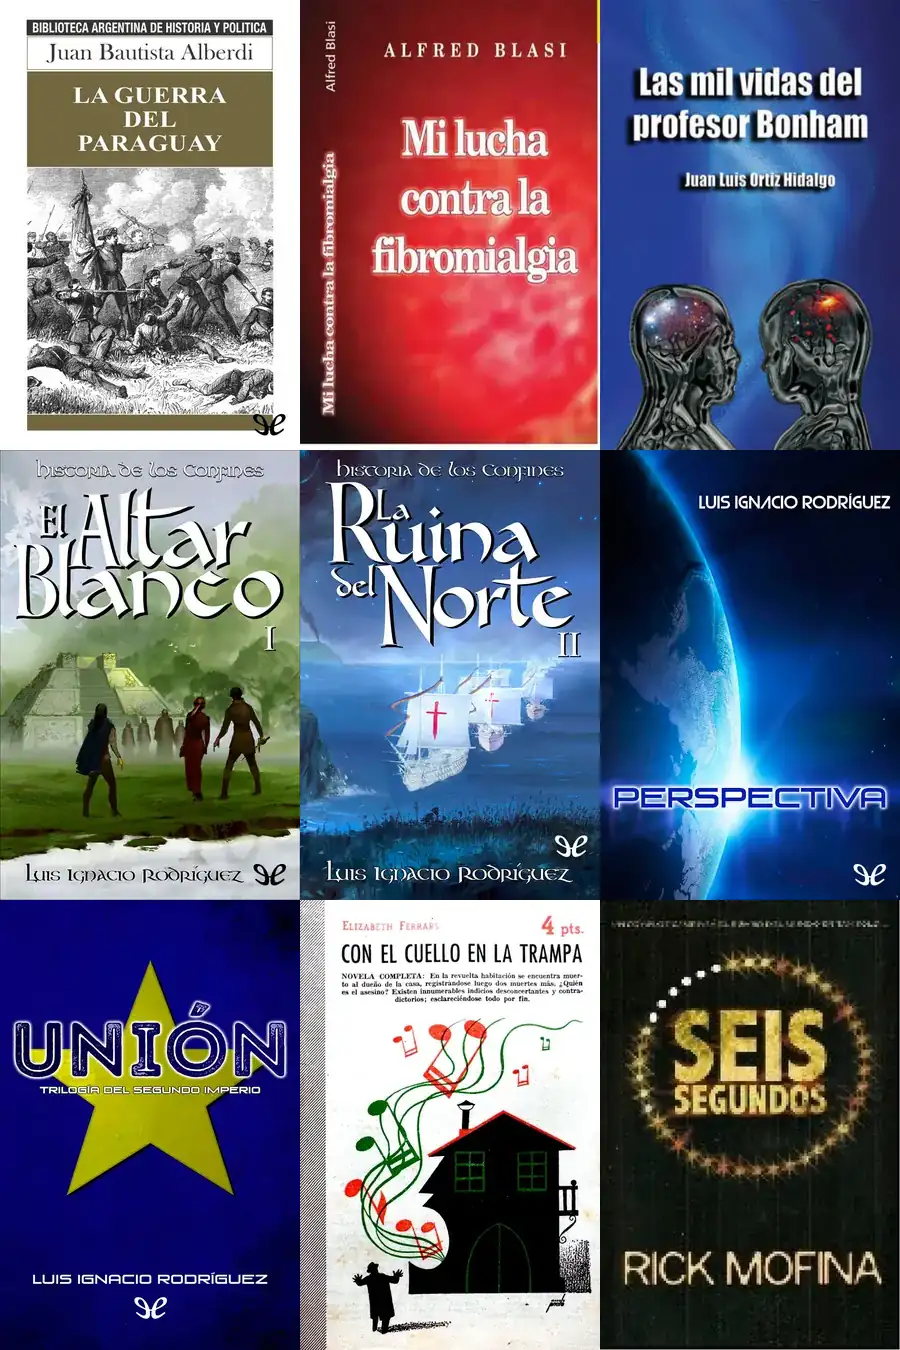 BIBLIOTECA ARGENTINA DE HISTORIA Y POLITICA
Juan Bautista Alberdi
LA GUERRA
DEL
PARAGUAY
Alfred Blasi
Mi lucha contra la fibromialgia
ALFRED BLASI
Mi lucha
contra la
fibromialgia
Las mil vidas del
profesor Bonham
Juan Luis Ortiz Hidalgo
HISTORIA DE LOS CONFINES
El Altar
Blanco
I
LUIS IGNACIO RODRÍGUEZ
HISTORIA DE LOS CONFINES
La
Ruina
del Norte
II
LUIS IGNACIO RODRÍGUEZ
LUIS IGNACIO RODRÍGUEZ
PERSPECTIVA
UNIÓN
TRILOGÍA DEL SEGUNDO IMPERIO
LUIS IGNACIO RODRÍGUEZ
ELIZABETH FERRARS
4 pts.
CON EL CUELLO EN LA TRAMPA
NOVELA COMPLETA: En la revuelta habitación se encuentra muer-
to al dueño de la casa, registrándose luego dos muertes más. ¿Quién
es el asesino? Existen innumerables indicios desconcertantes y contra-
dictorios; esclareciéndose todo por fin.
SEIS
SEGUNDOS
RICK MOFINA